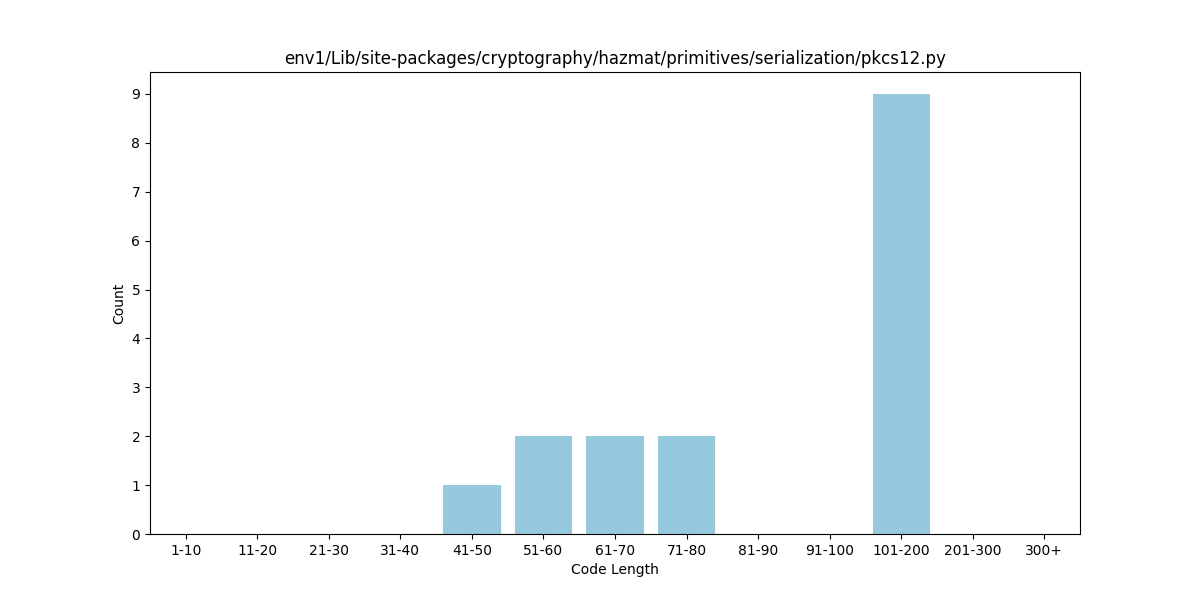 env1/Lib/site-packages/cryptography/hazmat/primitives/serialization/pkcs12.py
9
8
7
6
5
4
3
2
1
0
Count
1-10 11-20 21-30 31-40 41-50 51-60 61-70 71-80 81-90 91-100 101-200 201-300 300+
Code Length